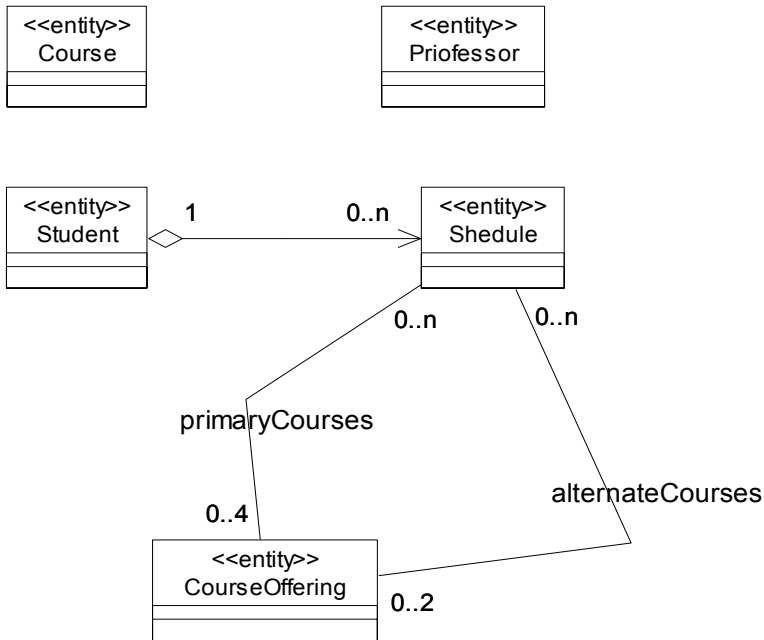 <<entity>>
Course
<<entity>>
Priofessor
<<entity>>
Student
1
0..n
<<entity>>
Shedule
0..n
0..n
primaryCourses
alternateCourses
0..4
<<entity>>
CourseOffering
0..2